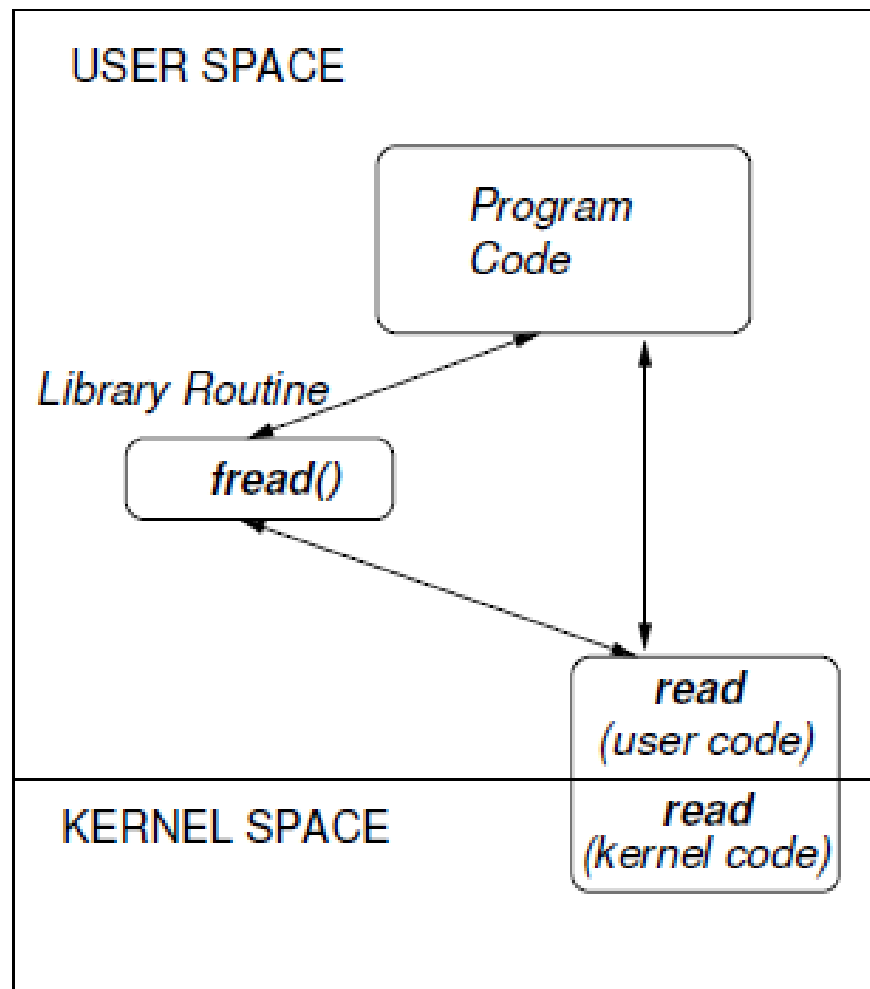 USER SPACE
Program
Code
Library Routine
fread()
read
(user code)
KERNEL SPACE
read
(kernel code)